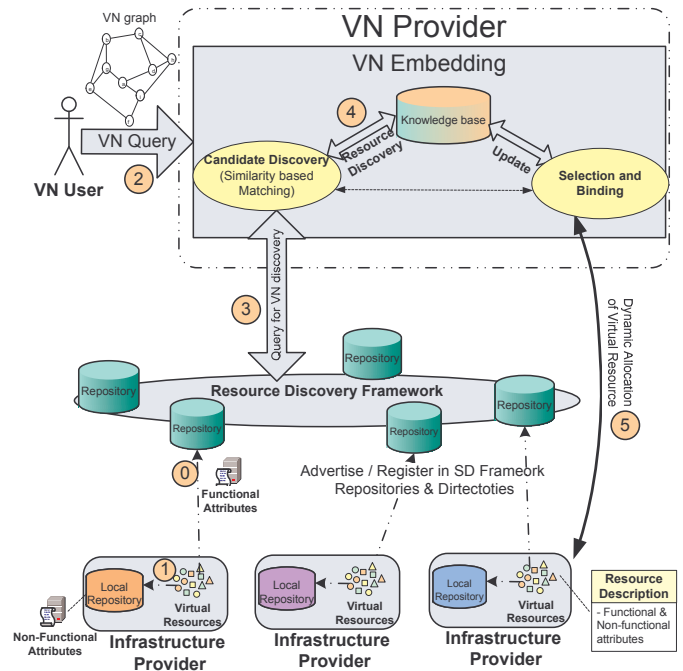 VN graph
VN Provider
VN Embedding
4
Knowledge base
Resource
Discovery
Update
VN Query
2
VN User
Candidate Discovery
(Similarity based
Matching)
Selection and
Binding
3
Query for VN discovery
Dynamic Allocation
of Virtual Resource
5
Repository
Repository
Resource Discovery Framework
Repository
Repository
Repository
0
Functional
Attributes
Advertise / Register in SD Frameork
Repositories & Dirtectoties
1
Local
Repository
Virtual
Resources
Infrastructure
Provider
Non-Functional
Attributes
Local
Repository
Virtual
Resources
Infrastructure
Provider
Local
Repository
Virtual
Resources
Infrastructure
Provider
Resource
Description
- Functional &
Non-functional
attributes